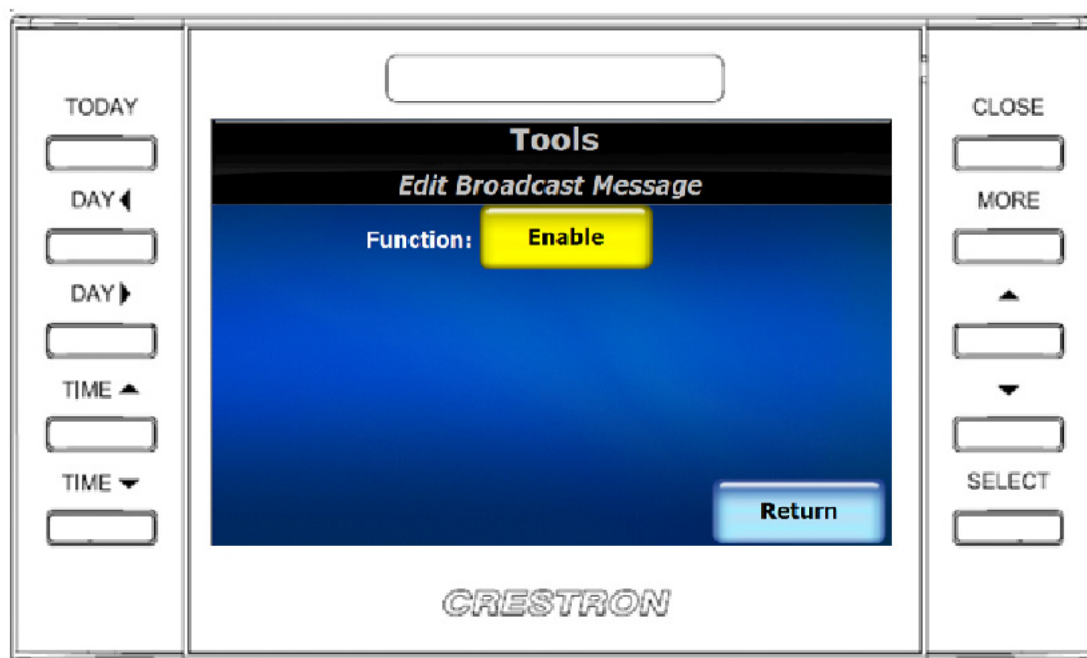 TODAY
DAY ◀
DAY ▶
TIME ▲
TIME ▼
Tools
Edit Broadcast Message
Function: Enable
Return
CRESTRON
CLOSE
MORE
▲
▼
SELECT